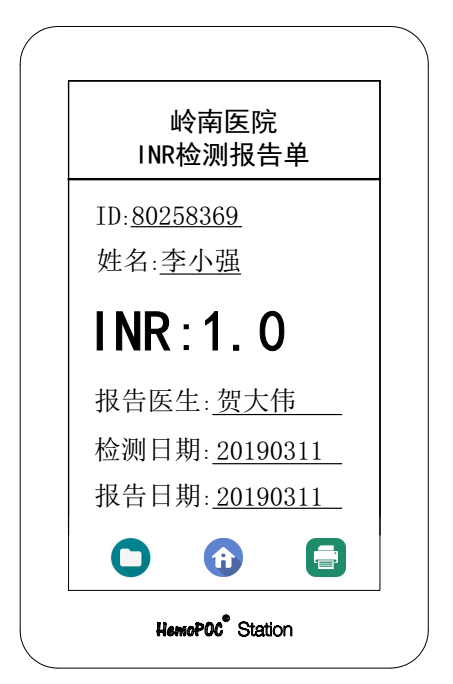 岭南医院
INR检测报告单
ID:80258369
姓名:李小强
INR:1.0
报告医生:贺大伟
检测日期:20190311
报告日期:20190311
HemoPOC® Station